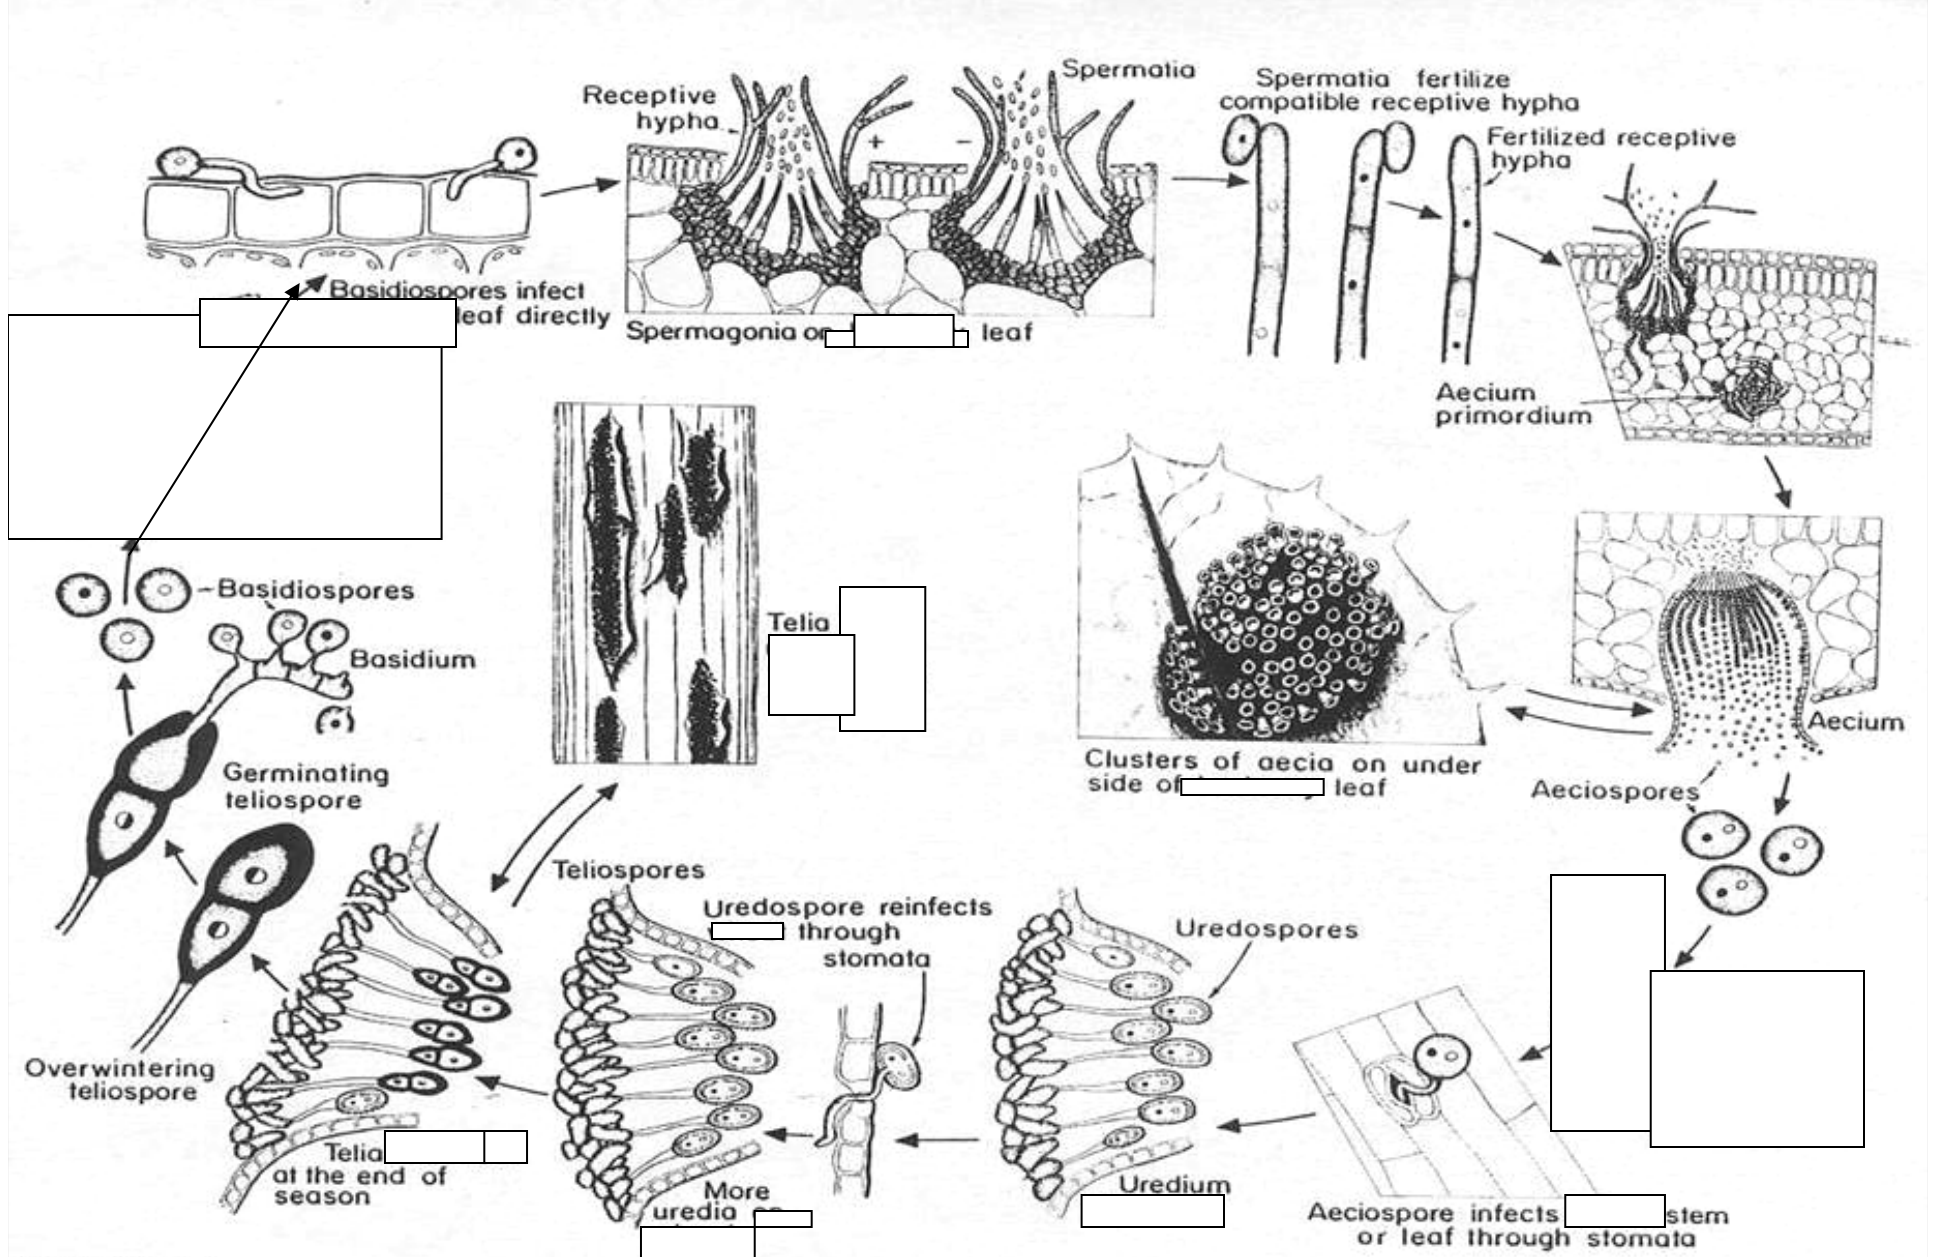 Receptive
hypha
+
−
Spermatia
Spermatia fertilize
compatible receptive hypha
Fertilized receptive
hypha
Basidiospores infect
leaf directly
Spermagonia on
leaf
Aecium
primordium
Basidiospores
Basidium
Telia
Clusters of aecia on under
side of
leaf
Aecium
Aeciospores
Germinating
teliospore
Teliospores
Uredospore reinfects
through
stomata
Uredospores
Overwintering
teliospore
Telia
at the end of
season
More
uredia on
Uredium
Aeciospore infects
stem
or leaf through stomata